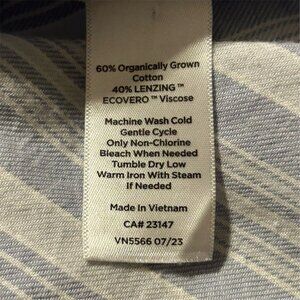 60% Organically Grown
Cotton
40% LENZING™
ECOVERO™ Viscose
Machine Wash Cold
Gentle Cycle
Only Non-Chlorine
Bleach When Needed
Tumble Dry Low
Warm Iron With Steam
If Needed
Made In Vietnam
CA# 23147
VN5566 07/23